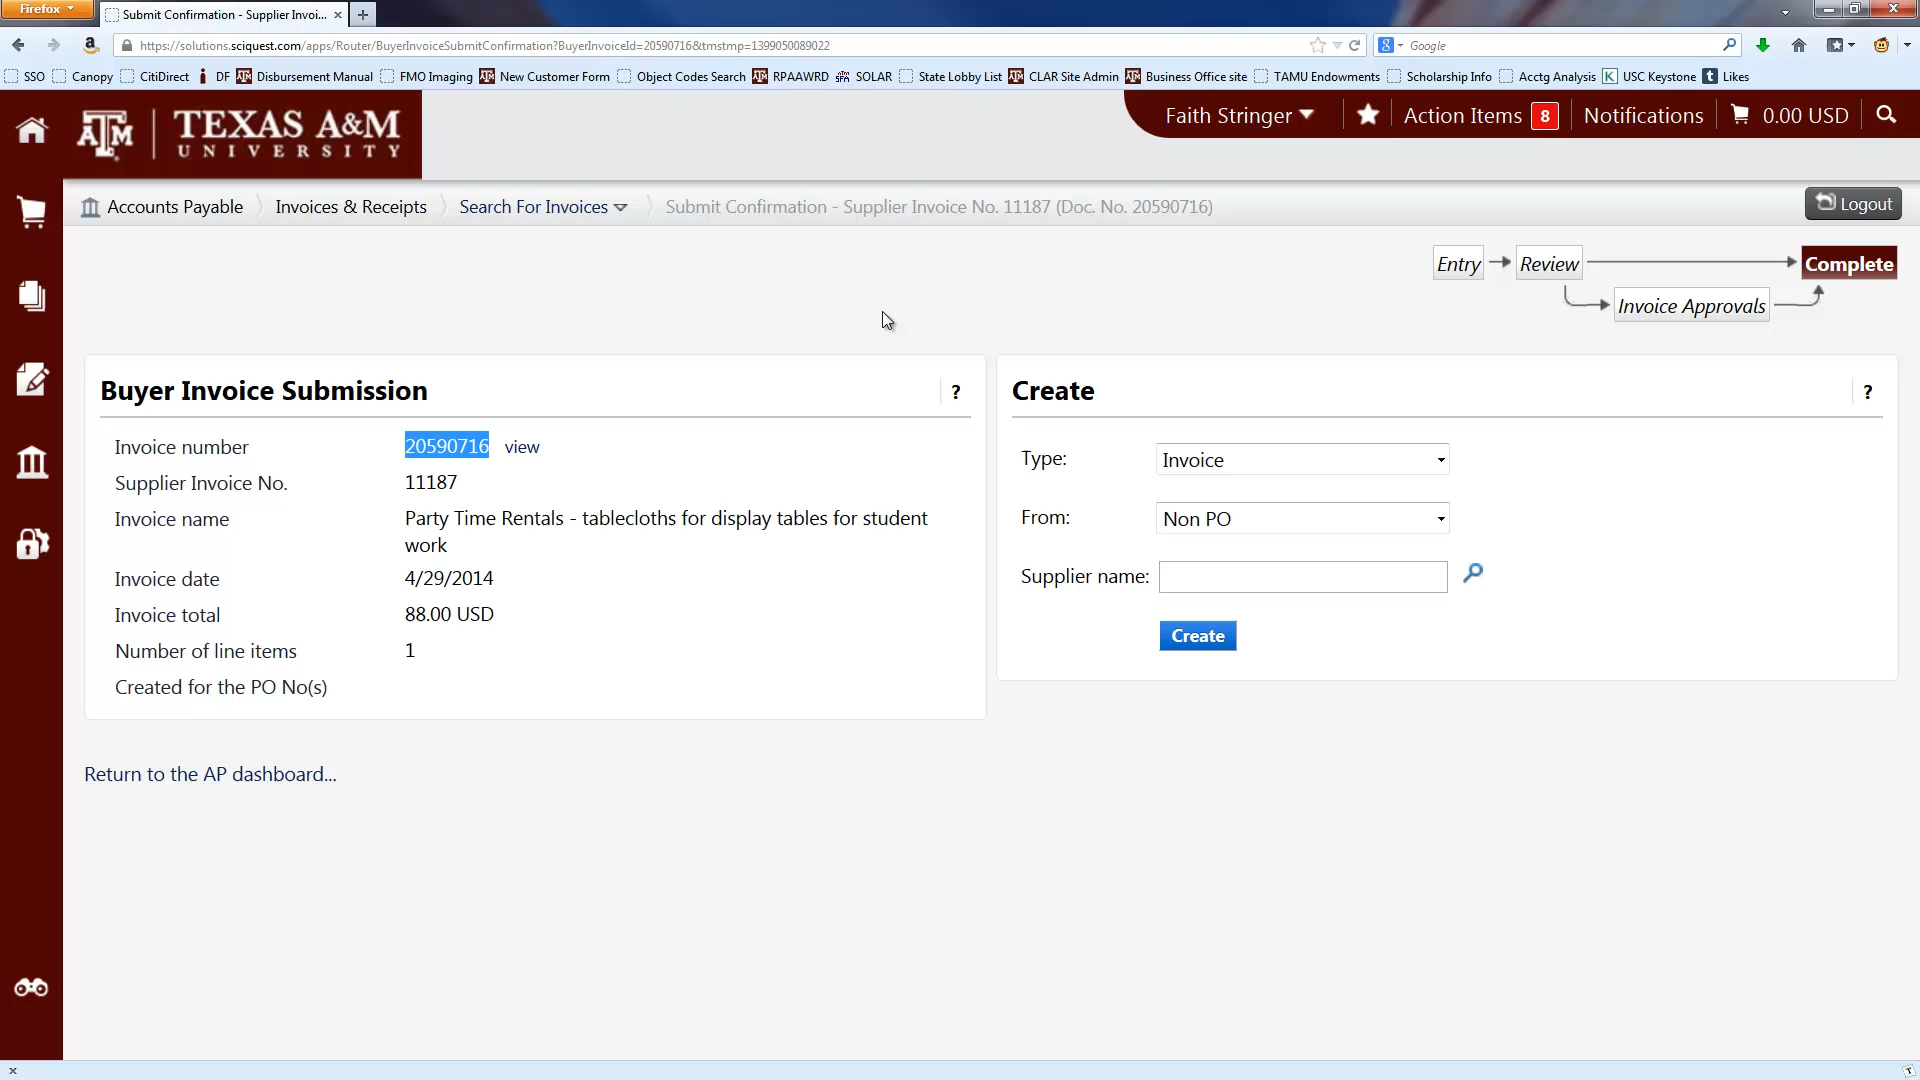 Firefox
Submit Confirmation - Supplier Invoi...
https://solutions.sciquest.com/apps/Router/BuyerInvoiceSubmitConfirmation?BuyerInvoiceId=20590716&tmstmp=1399050089022
Google
SSO Canopy CitiDirect DF Disbursement Manual FMO Imaging New Customer Form Object Codes Search RPAAWRD SOLAR State Lobby List CLAR Site Admin Business Office site TAMU Endowments Scholarship Info Acctg Analysis USC Keystone Likes
TEXAS A&M
UNIVERSITY
Faith Stringer Action Items 8 Notifications 0.00 USD
Accounts Payable Invoices & Receipts Search For Invoices Submit Confirmation - Supplier Invoice No. 11187 (Doc. No. 20590716) Logout
Entry Review Complete
Invoice Approvals
Buyer Invoice Submission ?
Invoice number 20590716 view
Supplier Invoice No. 11187
Invoice name Party Time Rentals - tablecloths for display tables for student
work
Invoice date 4/29/2014
Invoice total 88.00 USD
Number of line items 1
Created for the PO No(s)
Create ?
Type: Invoice
From: Non PO
Supplier name:
Create
Return to the AP dashboard...